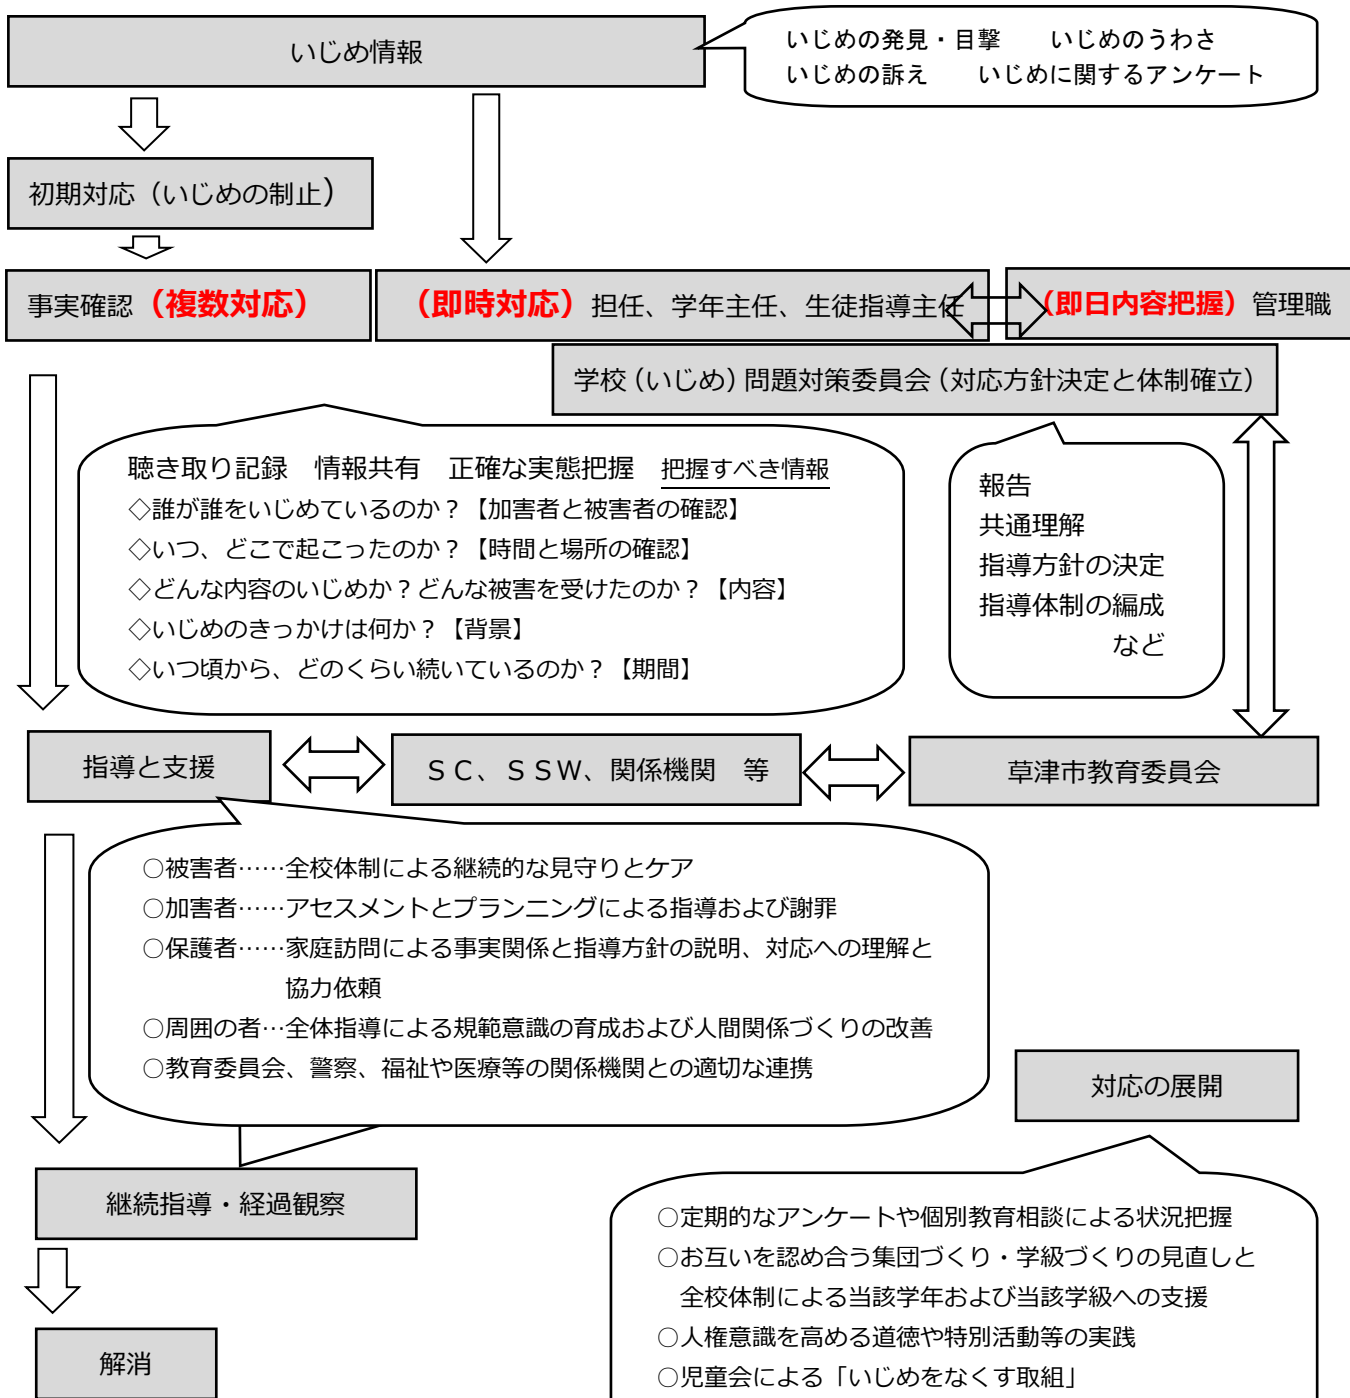 いじめ情報
いじめの発見・目撃　　いじめのうわさ
いじめの訴え　　いじめに関するアンケート
初期対応（いじめの制止）
事実確認（複数対応）
（即時対応）担任、学年主任、生徒指導主任
（即日内容把握）管理職
学校（いじめ）問題対策委員会（対応方針決定と体制確立）
聴き取り記録　情報共有　正確な実態把握　把握すべき情報
◇誰が誰をいじめているのか？【加害者と被害者の確認】
◇いつ、どこで起こったのか？【時間と場所の確認】
◇どんな内容のいじめか？どんな被害を受けたのか？【内容】
◇いじめのきっかけは何か？【背景】
◇いつ頃から、どのくらい続いているのか？【期間】
報告
共通理解
指導方針の決定
指導体制の編成
など
指導と支援
ＳＣ、ＳＳＷ、関係機関　等
草津市教育委員会
○被害者……全校体制による継続的な見守りとケア
○加害者……アセスメントとプランニングによる指導および謝罪
○保護者……家庭訪問による事実関係と指導方針の説明、対応への理解と
協力依頼
○周囲の者…全体指導による規範意識の育成および人間関係づくりの改善
○教育委員会、警察、福祉や医療等の関係機関との適切な連携
対応の展開
継続指導・経過観察
○定期的なアンケートや個別教育相談による状況把握
○お互いを認め合う集団づくり・学級づくりの見直しと
全校体制による当該学年および当該学級への支援
○人権意識を高める道徳や特別活動等の実践
○児童会による「いじめをなくす取組」
解消